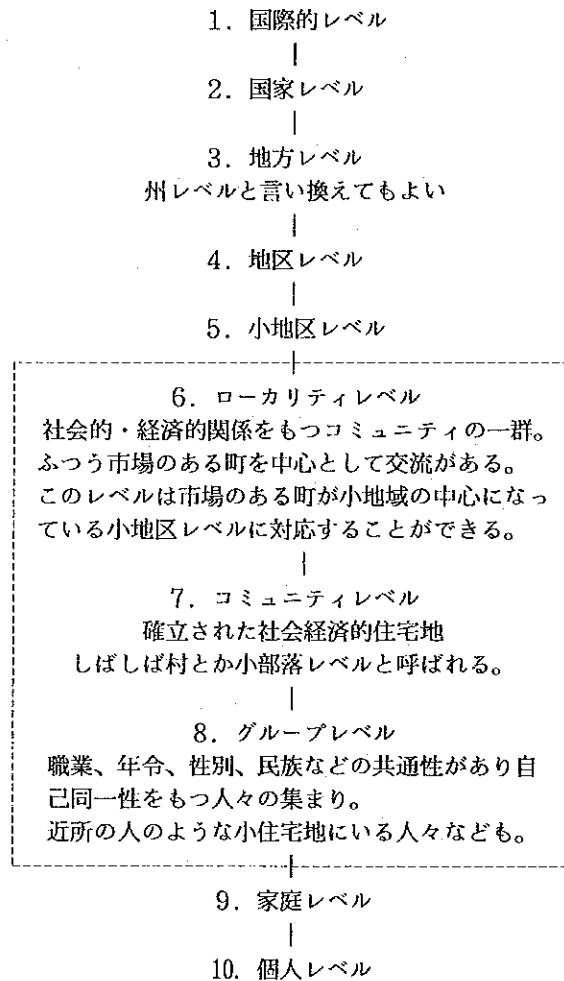 1. 国際的レベル
2. 国家レベル
3. 地方レベル
州レベルと言い換えてもよい
4. 地区レベル
5. 小地区レベル
6. ローカリティレベル
社会的・経済的関係をもつコミュニティの一群。
ふつう市場のある町を中心として交流がある。
このレベルは市場のある町が小地域の中心になっ
ている小地区レベルに対応することができる。
7. コミュニティレベル
確立された社会経済的住宅地
しばしば村とか小部落レベルと呼ばれる。
8. グループレベル
職業、年令、性別、民族などの共通性があり自
己同一性をもつ人々の集まり。
近所の人のような小住宅地にいる人々なども。
9. 家庭レベル
10. 個人レベル